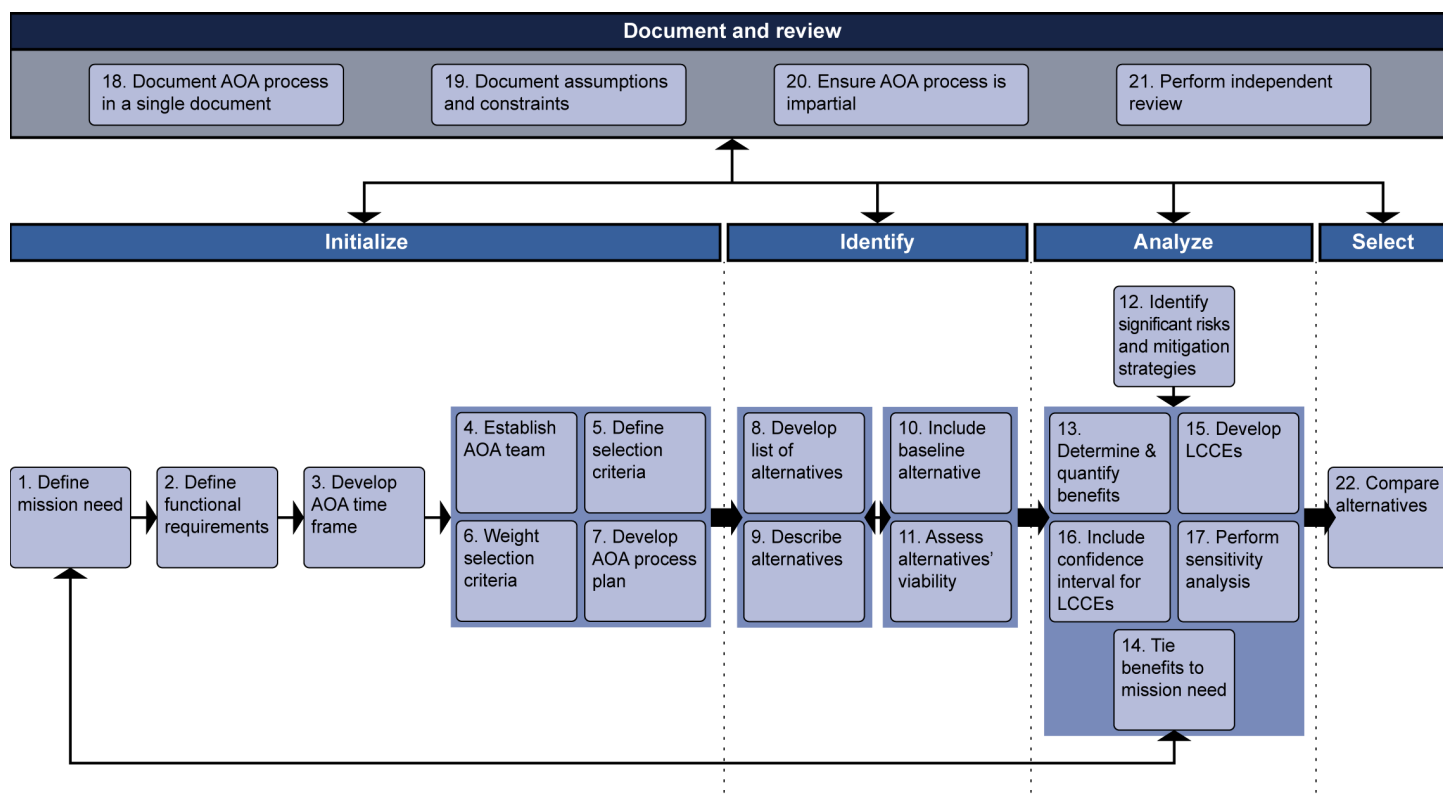 Document and review
18. Document AOA process
in a single document
19. Document assumptions
and constraints
20. Ensure AOA process is
impartial
21. Perform independent
review
Initialize
Identify
Analyze
Select
12. Identify
significant risks
and mitigation
strategies
1. Define
mission need
2. Define
functional
requirements
3. Develop
AOA time
frame
4. Establish
AOA team
5. Define
selection
criteria
6. Weight
selection
criteria
7. Develop
AOA process
plan
8. Develop
list of
alternatives
9. Describe
alternatives
10. Include
baseline
alternative
11. Assess
alternatives’
viability
13.
Determine &
quantify
benefits
15. Develop
LCCEs
16. Include
confidence
interval for
LCCEs
17. Perform
sensitivity
analysis
14. Tie
benefits to
mission need
22. Compare
alternatives